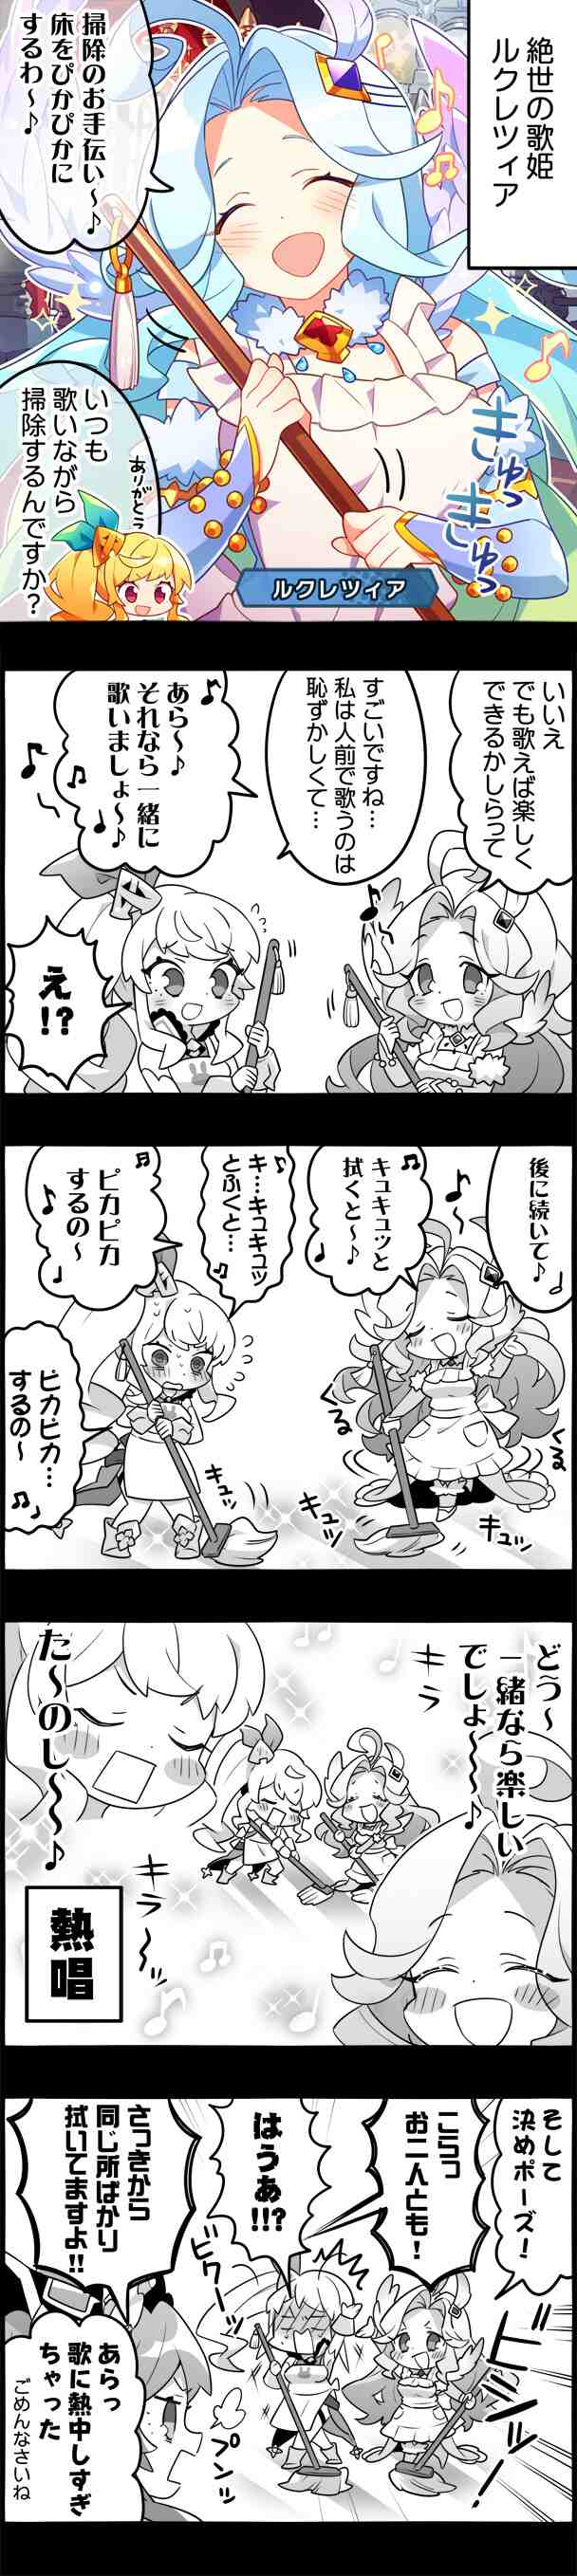 絶世の歌姫
ルクレツィア
掃除のお手伝い〜♪
床をぴかぴかに
するわ〜♪
きゅっ
きゅっ
いつも
歌いながら
掃除するんですか?
ありがとう
ルクレツィア
いいえ
でも歌えば楽しく
できるかしらって
すごいですね…
私は人前で歌うのは
恥ずかしくて…
あら〜♪
それなら一緒に
歌いましょ〜♪
え!?
後に続いて♪
キュキュッと
拭くと〜♪
キ…キュキュッ
とふくと…
ピカピカ
するの〜
ピカピカ…
するの〜
くる
くる
キュッ
キュッ
キュッ
どう〜
一緒なら楽しい
でしょ〜〜♪
キラ
た〜のし〜〜♪
キラ〜ッ
熱唱
そして
決めポーズ!
こらっ
お二人とも!
はうあ!!?
さっきから
同じ所ばかり
拭いてますよ!!
ビクーッ
ビシッー!
プンッ
あらっ
歌に熱中しすぎ
ちゃった
ごめんなさいね